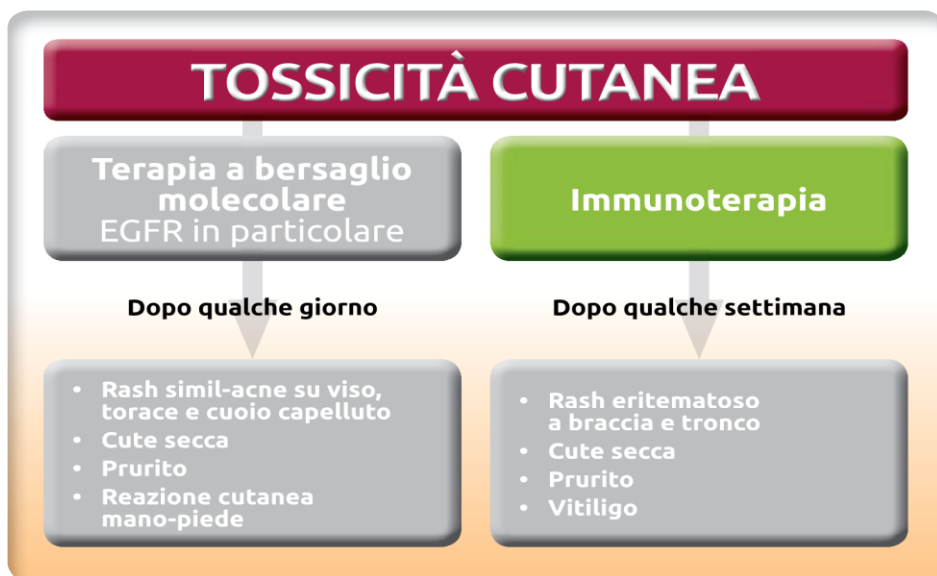 TOSSICITÀ CUTANEA
Terapia a bersaglio
molecolare
EGFR in particolare
Immunoterapia
Dopo qualche giorno
Dopo qualche settimana
• Rash simil-acne su viso,
torace e cuoio capelluto
• Cute secca
• Prurito
• Reazione cutanea
mano-piede
• Rash eritematoso
a braccia e tronco
• Cute secca
• Prurito
• Vitiligo